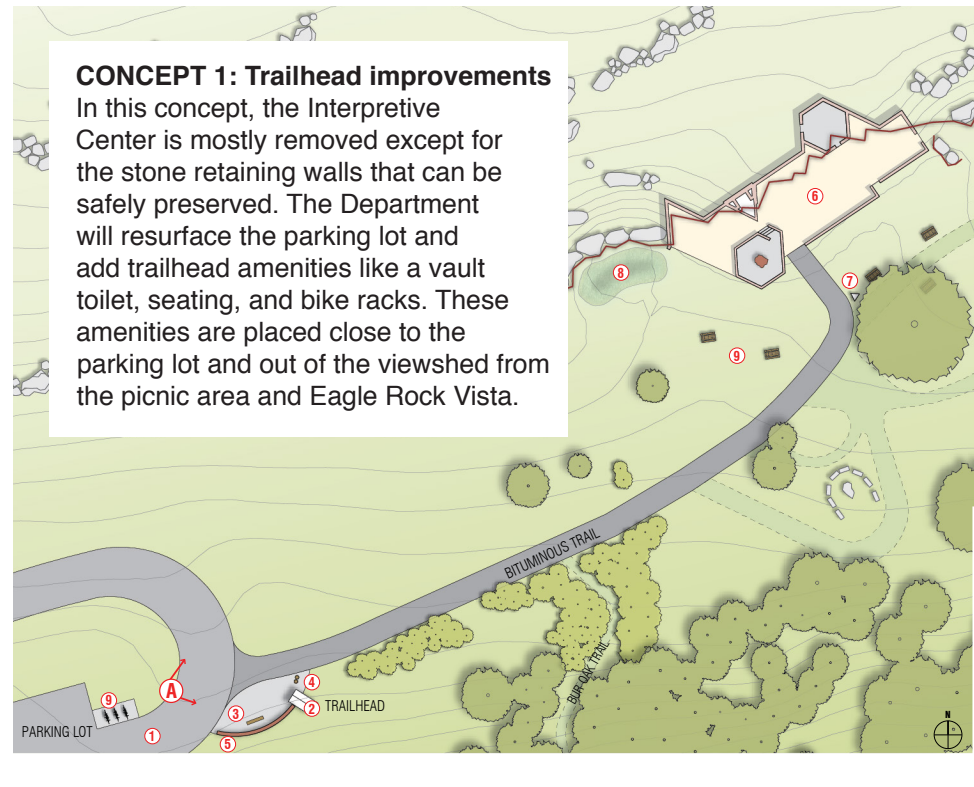 CONCEPT 1: Trailhead improvements
In this concept, the Interpretive
Center is mostly removed except for
the stone retaining walls that can be
safely preserved. The Department
will resurface the parking lot and
add trailhead amenities like a vault
toilet, seating, and bike racks. These
amenities are placed close to the
parking lot and out of the viewshed from
the picnic area and Eagle Rock Vista.
6
8
7
9
BITUMINOUS TRAIL
BUR OAK TRAIL
A
4
9
2
TRAILHEAD
3
PARKING LOT
1
5
N